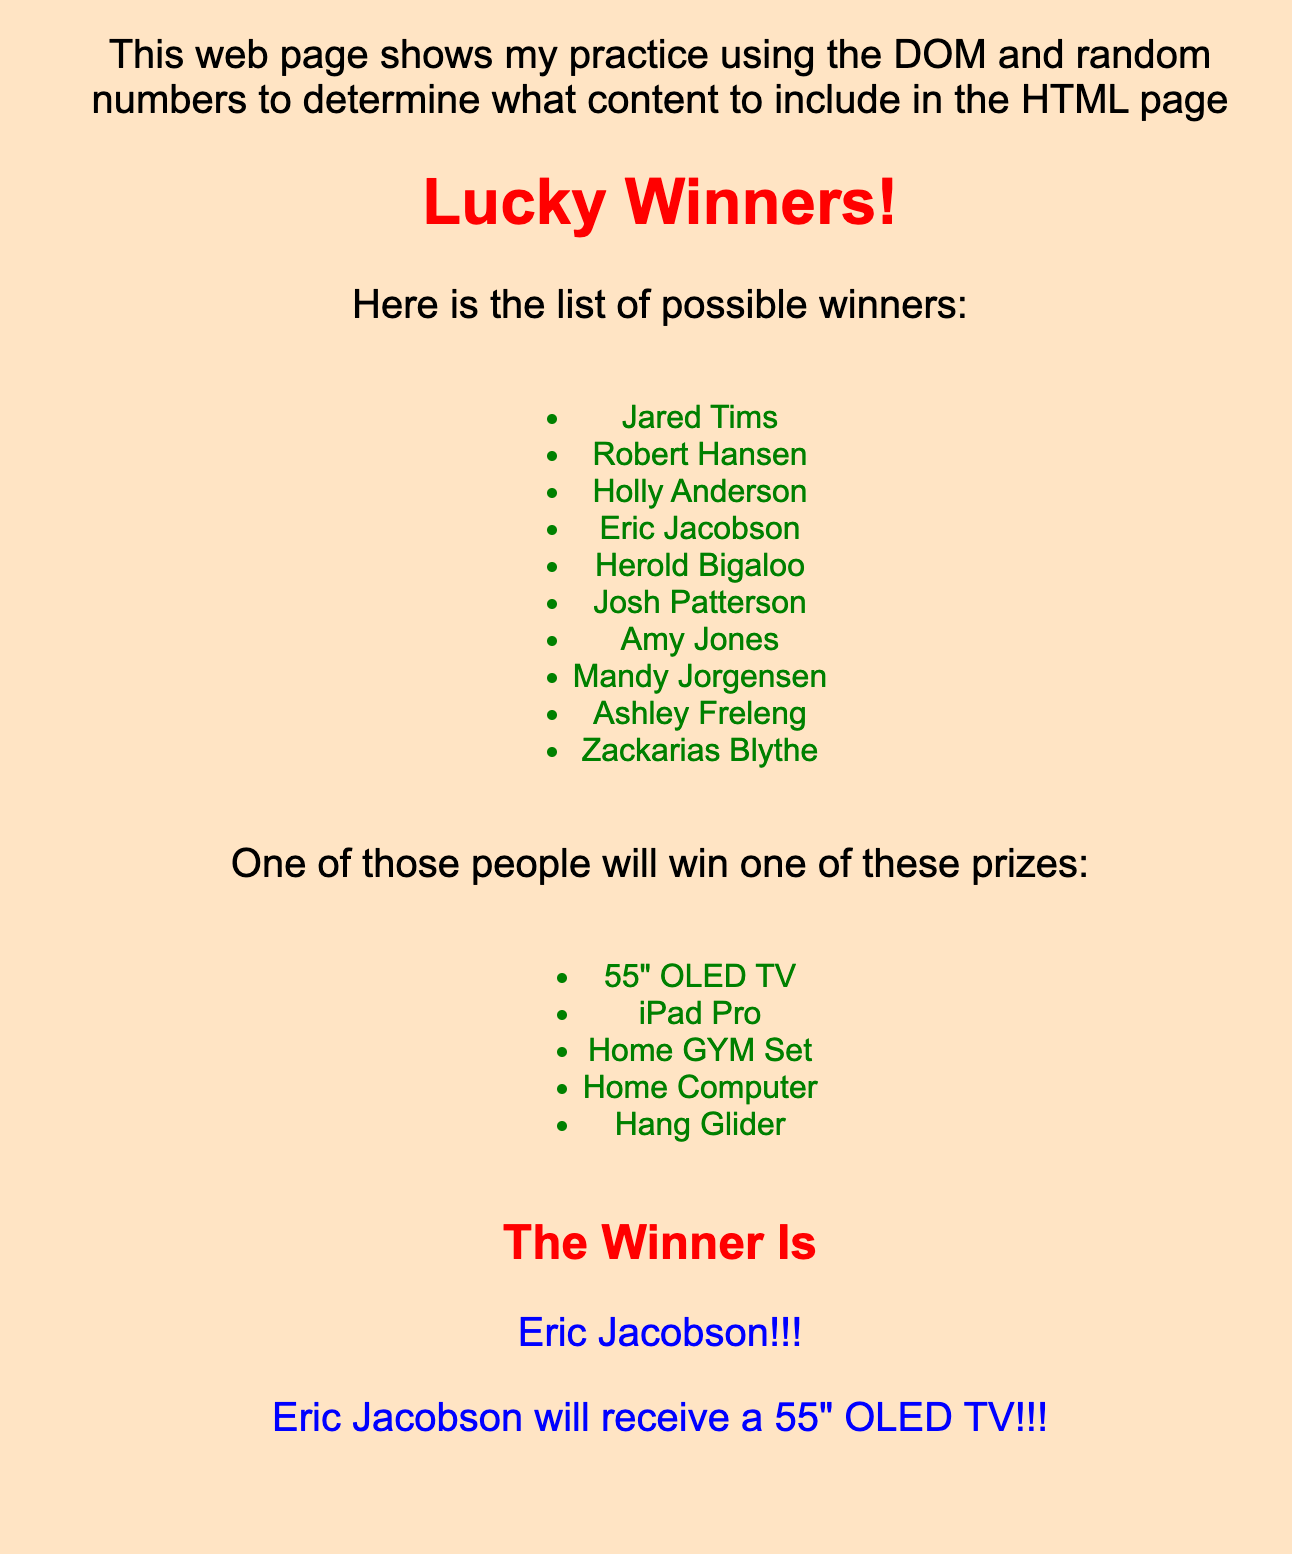 This web page shows my practice using the DOM and random
numbers to determine what content to include in the HTML page
Lucky Winners!
Here is the list of possible winners:
• Jared Tims
• Robert Hansen
• Holly Anderson
• Eric Jacobson
• Herold Bigaloo
• Josh Patterson
• Amy Jones
• Mandy Jorgensen
• Ashley Freleng
• Zackarias Blythe
One of those people will win one of these prizes:
• 55" OLED TV
• iPad Pro
• Home GYM Set
• Home Computer
• Hang Glider
The Winner Is
Eric Jacobson!!!
Eric Jacobson will receive a 55" OLED TV!!!